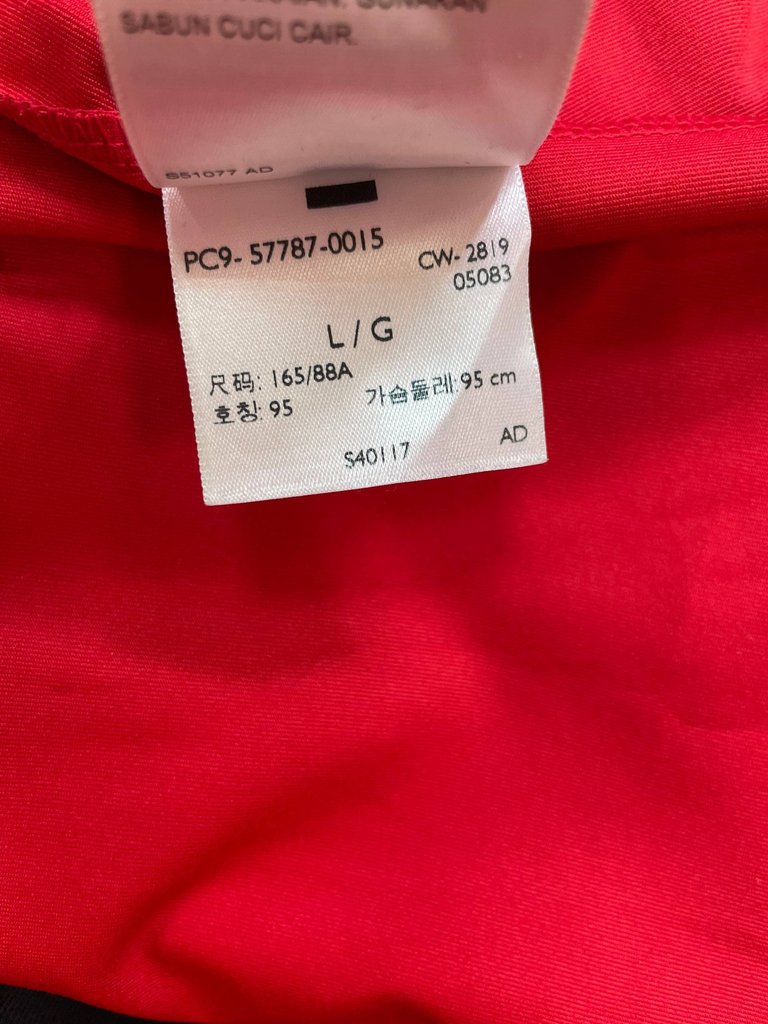 GUNAKAN
SABUN CUCI CAIR.
S51077 AD
PC9-57787-0015
CW-2819
05083
L/G
尺码: 165/88A
호칭: 95
가슴둘레: 95 cm
S40117
AD